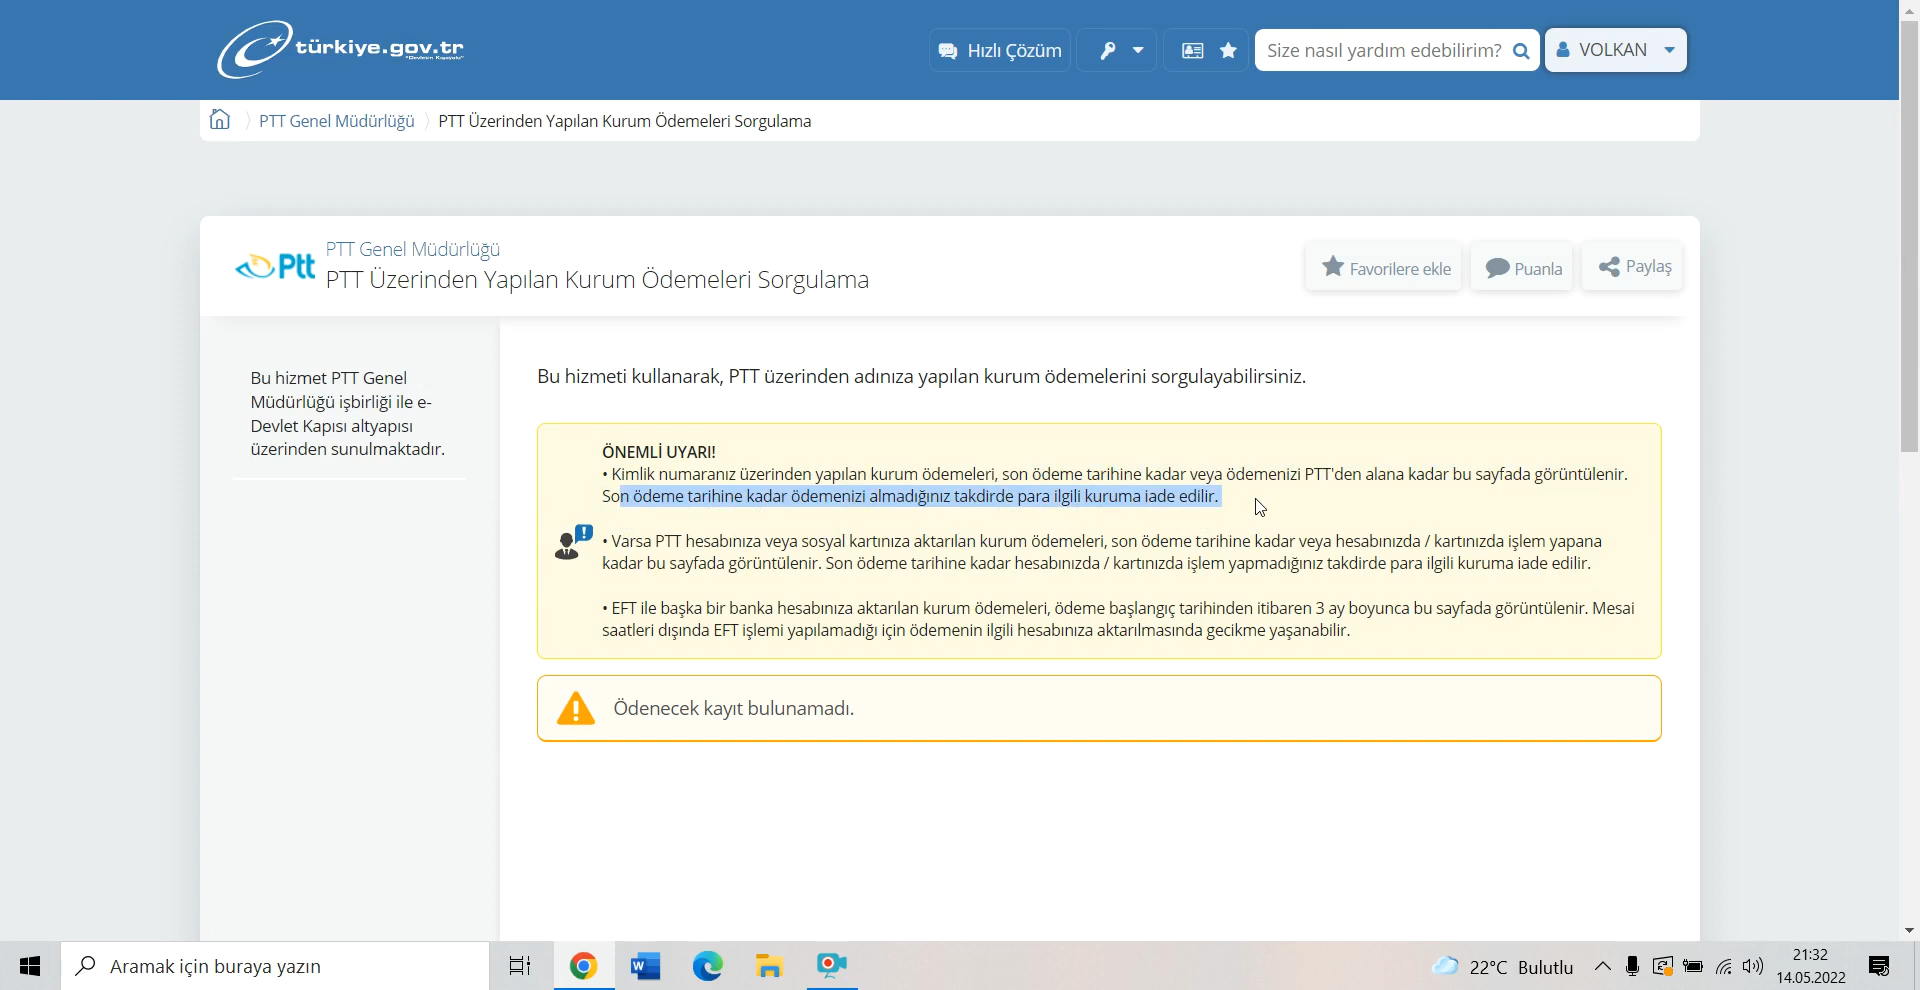 türkiye.gov.tr
"Devletin Kısayolu"
Hızlı Çözüm
Size nasıl yardım edebilirim?
VOLKAN
PTT Genel Müdürlüğü
PTT Üzerinden Yapılan Kurum Ödemeleri Sorgulama
Ptt
PTT Genel Müdürlüğü
PTT Üzerinden Yapılan Kurum Ödemeleri Sorgulama
Favorilere ekle
Puanla
Paylaş
Bu hizmet PTT Genel
Müdürlüğü işbirliği ile e-
Devlet Kapısı altyapısı
üzerinden sunulmaktadır.
Bu hizmeti kullanarak, PTT üzerinden adınıza yapılan kurum ödemelerini sorgulayabilirsiniz.
ÖNEMLİ UYARI!
• Kimlik numaranız üzerinden yapılan kurum ödemeleri, son ödeme tarihine kadar veya ödemenizi PTT'den alana kadar bu sayfada görüntülenir.
Son ödeme tarihine kadar ödemenizi almadığınız takdirde para ilgili kuruma iade edilir.
• Varsa PTT hesabınıza veya sosyal kartınıza aktarılan kurum ödemeleri, son ödeme tarihine kadar veya hesabınızda / kartınızda işlem yapana
kadar bu sayfada görüntülenir. Son ödeme tarihine kadar hesabınızda / kartınızda işlem yapmadığınız takdirde para ilgili kuruma iade edilir.
• EFT ile başka bir banka hesabınıza aktarılan kurum ödemeleri, ödeme başlangıç tarihinden itibaren 3 ay boyunca bu sayfada görüntülenir. Mesai
saatleri dışında EFT işlemi yapılamadığı için ödemenin ilgili hesabınıza aktarılmasında gecikme yaşanabilir.
Ödenecek kayıt bulunamadı.
Aramak için buraya yazın
22°C Bulutlu
21:32
14.05.2022